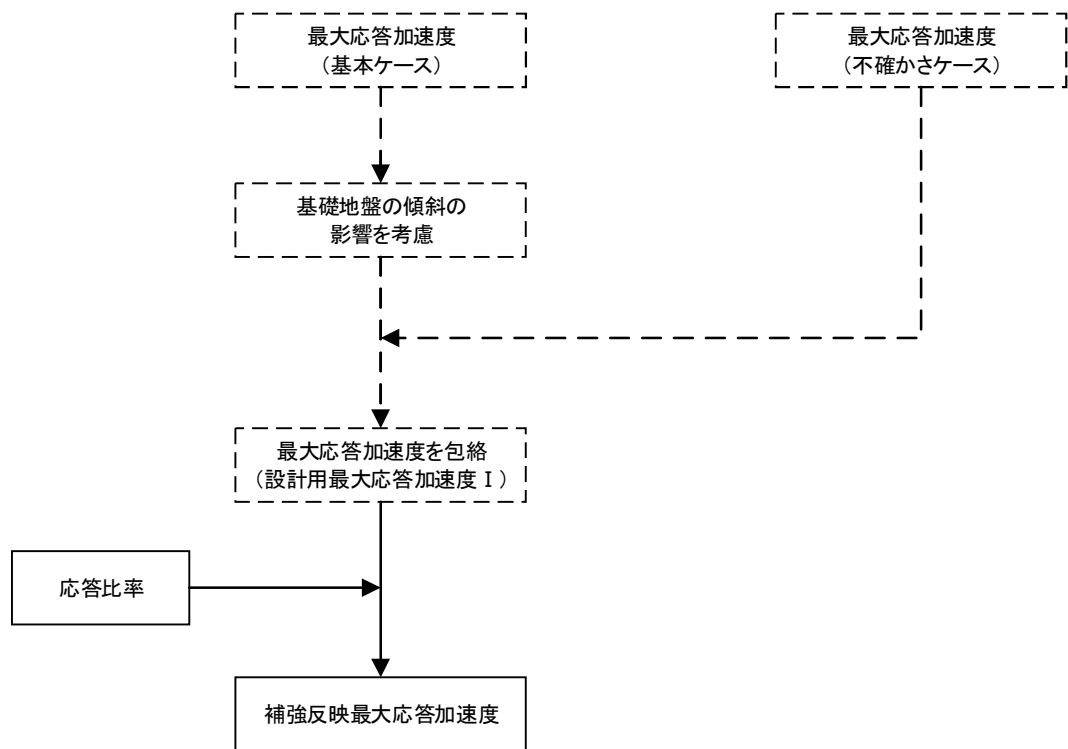 最大応答加速度
（基本ケース）
最大応答加速度
（不確かさケース）
基礎地盤の傾斜の
影響を考慮
最大応答加速度を包絡
（設計用最大応答加速度Ⅰ）
応答比率
補強反映最大応答加速度